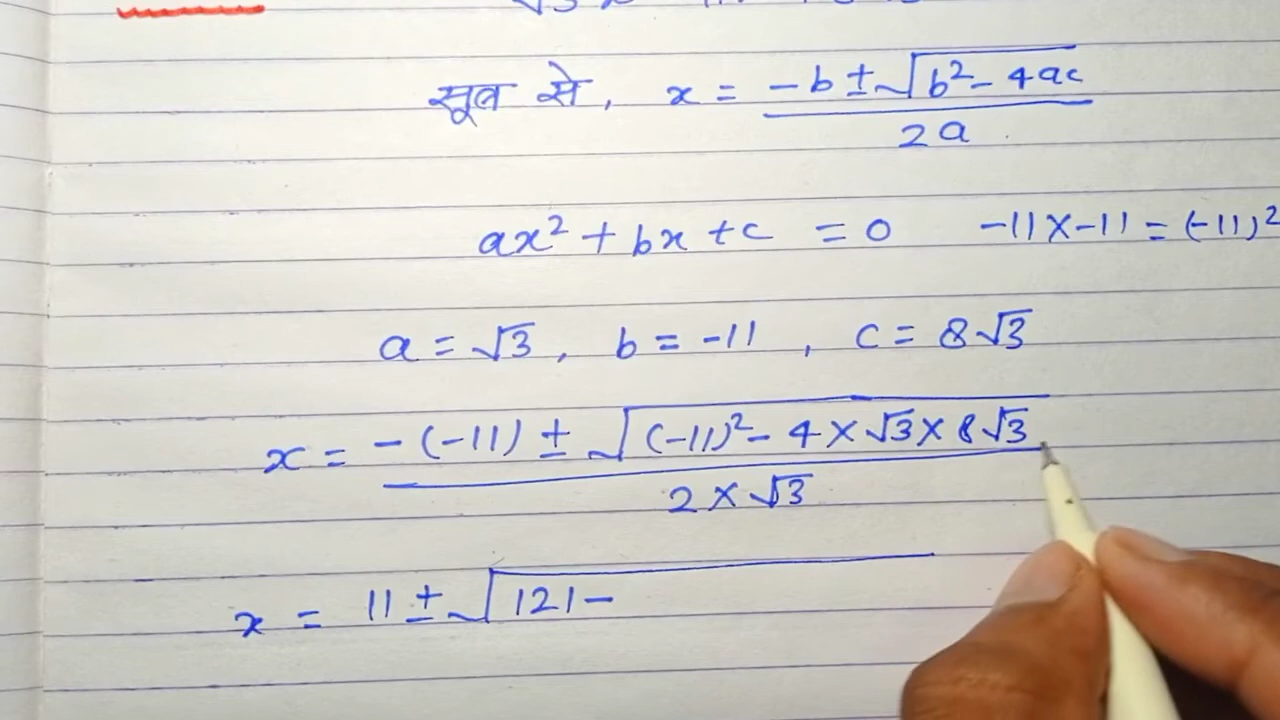 सूत्र से, x = -b ± √b² - 4ac / 2a
ax² + bx + c = 0 -11 × -11 = (-11)²
a = √3, b = -11, c = 8√3
x = -(-11) ± √(-11)² - 4 × √3 × 8√3 / 2 × √3
x = 11 ± √121 -